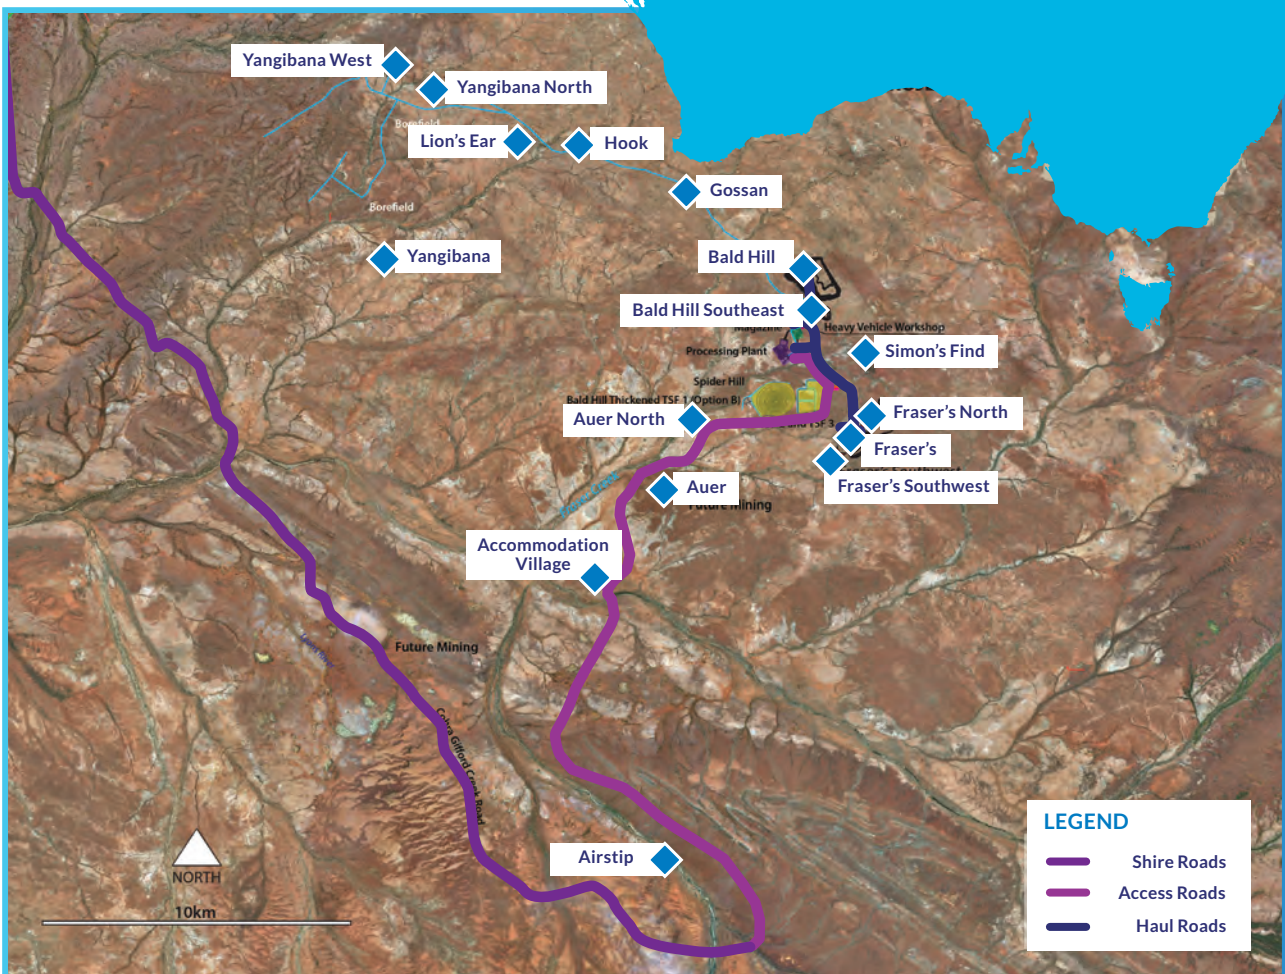 Yangibana West
Yangibana North
Borefield
Lion's Ear
Hook
Gossan
Borefield
Yangibana
Bald Hill
Bald Hill Southeast
Magazine
Heavy Vehicle Workshop
Processing Plant
Simon's Find
Spider Hill
Bald Hill Thickened TSF 1 (Option B)
Auer North
Fraser's North
TSF 3
Fraser's
Auer
Fraser's Southwest
Future Mining
Accommodation
Village
Future Mining
Cobra Gifford Creek Road
Airstip
NORTH
10km
LEGEND
Shire Roads
Access Roads
Haul Roads